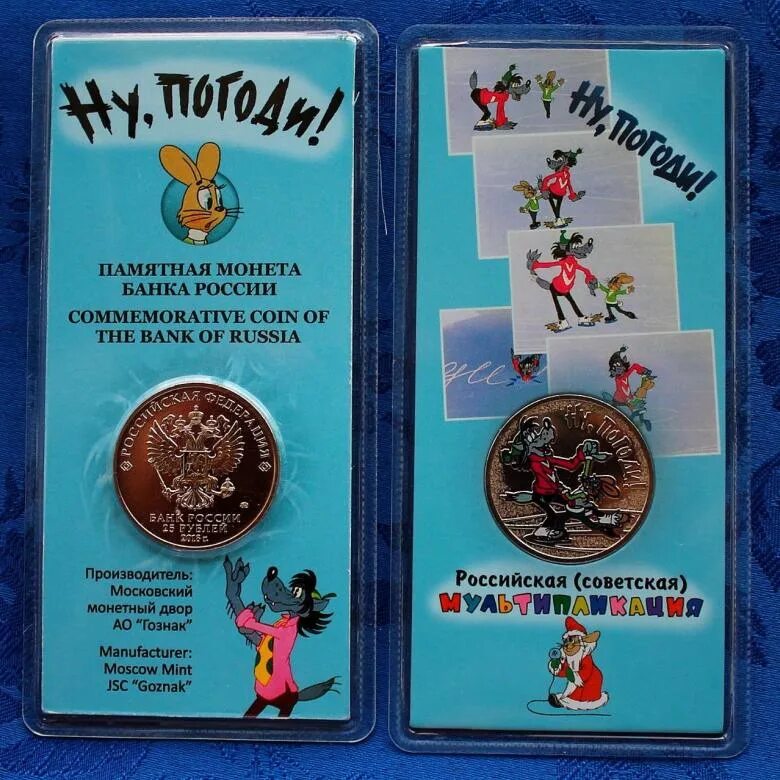 Ну, погоди!
ПАМЯТНАЯ МОНЕТА
БАНКА РОССИИ
COMMEMORATIVE COIN OF
THE BANK OF RUSSIA
РОССИЙСКАЯ ФЕДЕРАЦИЯ
БАНК РОССИИ
25 РУБЛЕЙ
2018 г.
Производитель:
Московский
монетный двор
АО "Гознак"
Manufacturer:
Moscow Mint
JSC "Goznak"
Ну, погоди!
Ну, погоди!
Российская (советская)
МУЛЬТИПЛИКАЦИЯ